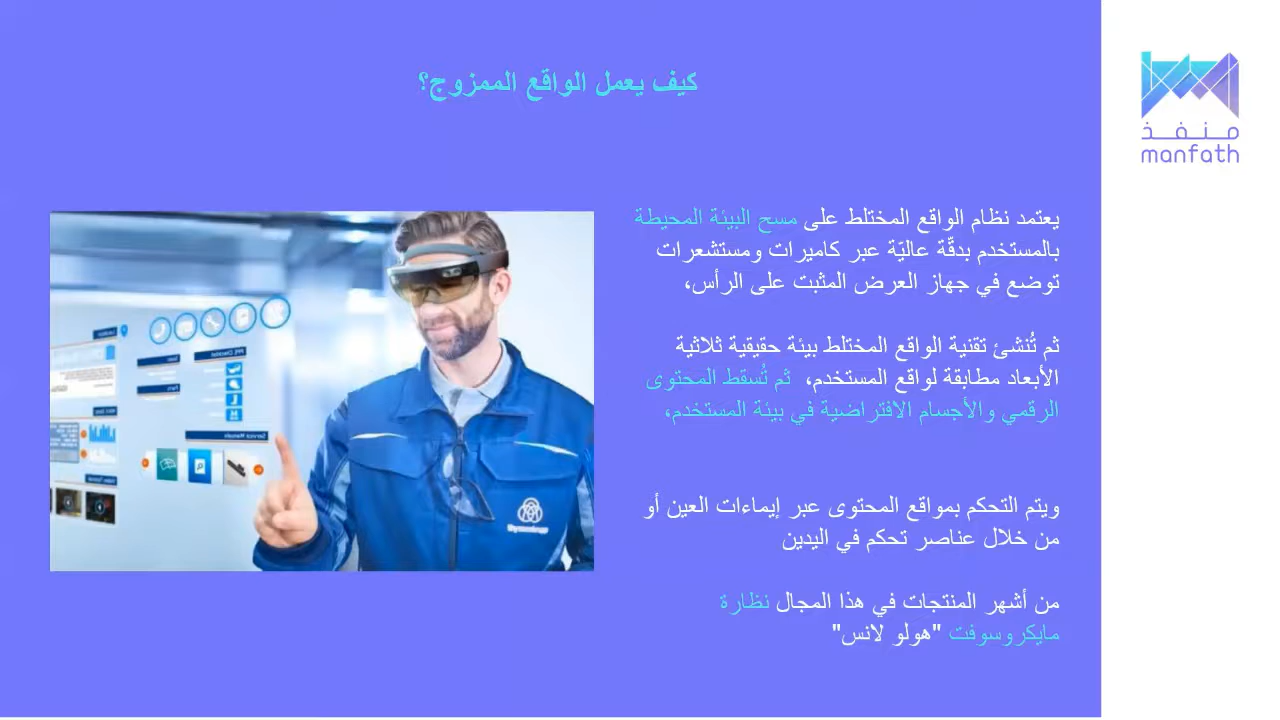 كيف يعمل الواقع الممزوج؟
منفذ
manfath
يعتمد نظام الواقع المختلط على مسح البيئة المحيطة
بالمستخدم بدقّة عاليّة عبر كاميرات ومستشعرات
توضع في جهاز العرض المثبت على الرأس،
ثم تُنشئ تقنية الواقع المختلط بيئة حقيقية ثلاثية
الأبعاد مطابقة لواقع المستخدم، ثم تُسقط المحتوى
الرقمي والأجسام الافتراضية في بيئة المستخدم،
ويتم التحكم بمواقع المحتوى عبر إيماءات العين أو
من خلال عناصر تحكم في اليدين
من أشهر المنتجات في هذا المجال نظارة
مايكروسوفت "هولو لانس"
Service Manuals